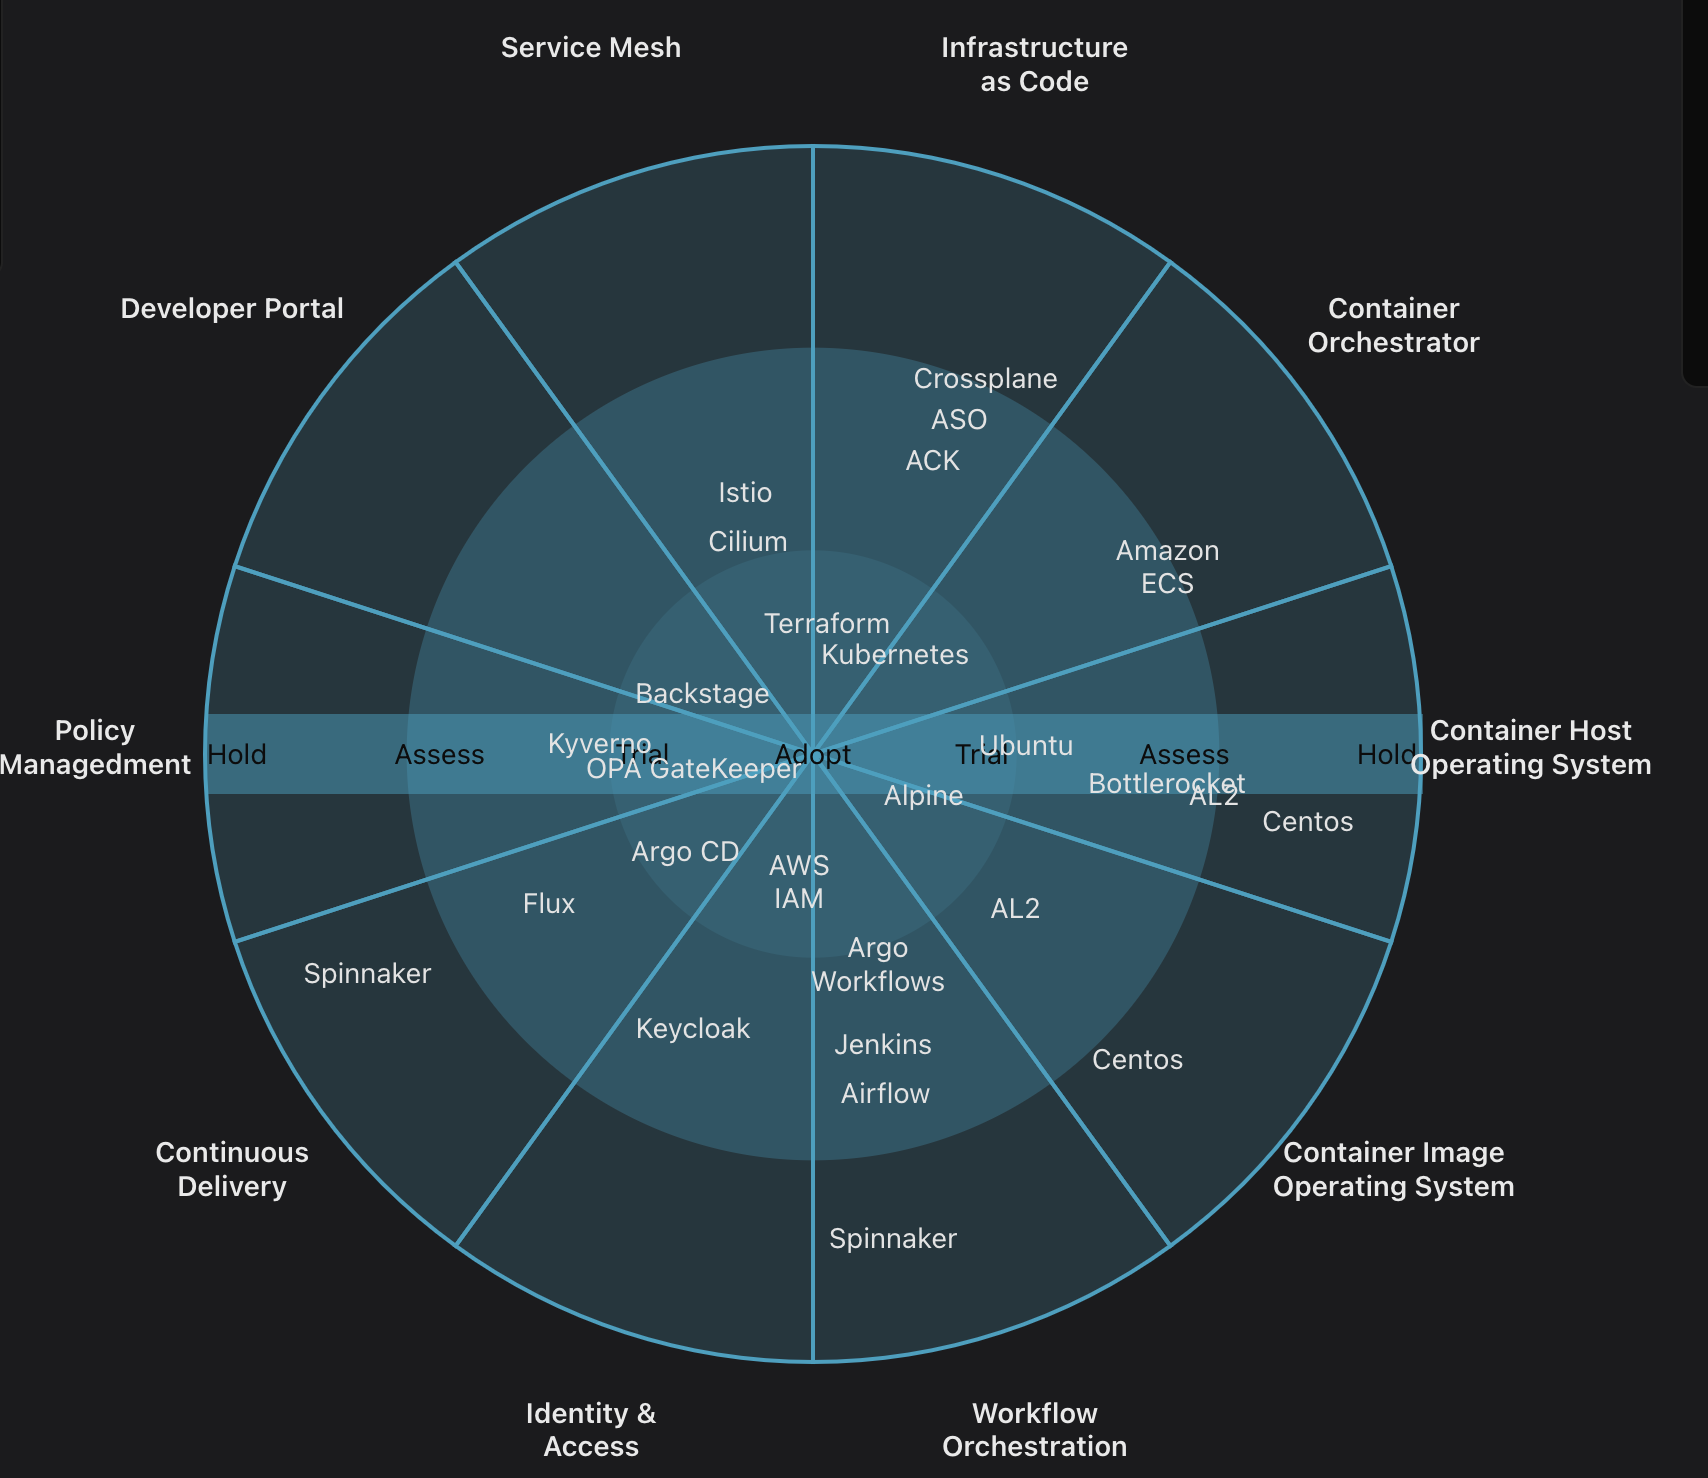 Service Mesh
Infrastructure
as Code
Developer Portal
Container
Orchestrator
Crossplane
ASO
ACK
Istio
Cilium
Amazon
ECS
Terraform
Kubernetes
Backstage
Policy
Managedment
Hold
Assess
Trial
Adopt
Trial
Assess
Hold
Container Host
Operating System
Kyverno
OPA GateKeeper
Ubuntu
Bottlerocket
AL2
Alpine
Centos
Argo CD
AWS
IAM
Flux
AL2
Argo
Workflows
Spinnaker
Keycloak
Jenkins
Airflow
Centos
Continuous
Delivery
Container Image
Operating System
Spinnaker
Identity &
Access
Workflow
Orchestration